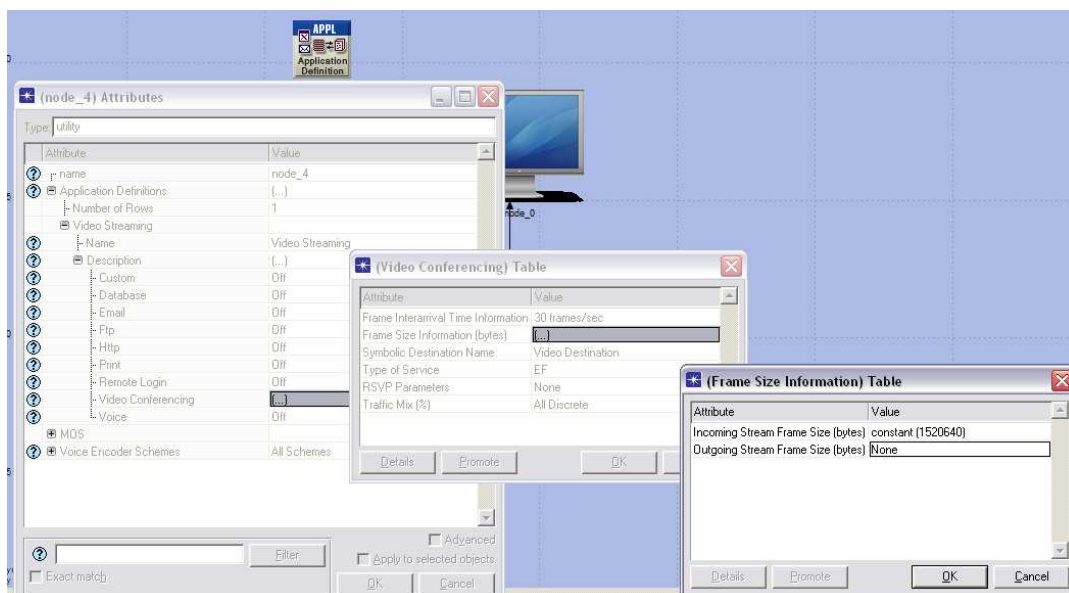 APPL
Application
Definition
(node_4) Attributes
Type: utility
Attribute Value
name node_4
Application Definitions (...)
Number of Rows 1
Video Streaming
Name Video Streaming
Description (...)
Custom Off
Database Off
Email Off
Ftp Off
Http Off
Print Off
Remote Login Off
Video Conferencing (...)
Voice Off
MOS
Voice Encoder Schemes All Schemes
Advanced
Filter
Apply to selected objects
Exact match
OK Cancel
node_0
(Video Conferencing) Table
Attribute Value
Frame Interarrival Time Information 30 frames/sec
Frame Size Information (bytes) (...)
Symbolic Destination Name Video Destination
Type of Service EF
RSVP Parameters None
Traffic Mix (%) All Discrete
Details Promote OK
(Frame Size Information) Table
Attribute Value
Incoming Stream Frame Size (bytes) constant (1520640)
Outgoing Stream Frame Size (bytes) None
Details Promote OK Cancel